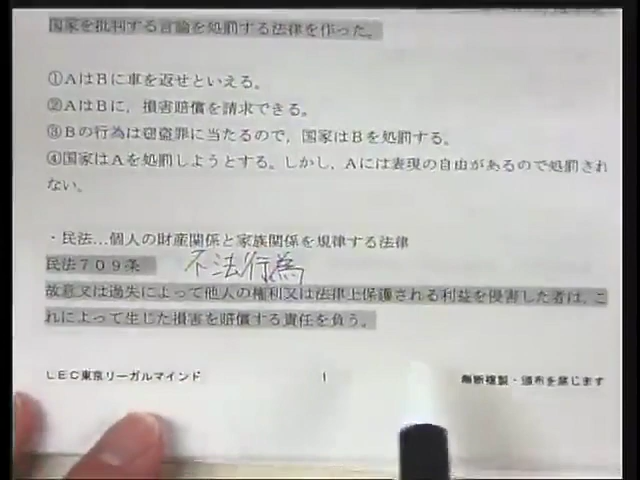 国家を批判する言論を処罰する法律を作った。
①AはBに車を返せといえる。
②AはBに，損害賠償を請求できる。
③Bの行為は窃盗罪に当たるので，国家はBを処罰する。
④国家はAを処罰しようとする。しかし，Aには表現の自由があるので処罰され
ない。
・民法…個人の財産関係と家族関係を規律する法律
民法７０９条 不法行為
故意又は過失によって他人の権利又は法律上保護される利益を侵害した者は，こ
れによって生じた損害を賠償する責任を負う。
LEC東京リーガルマインド 1 無断複製・頒布を禁じます